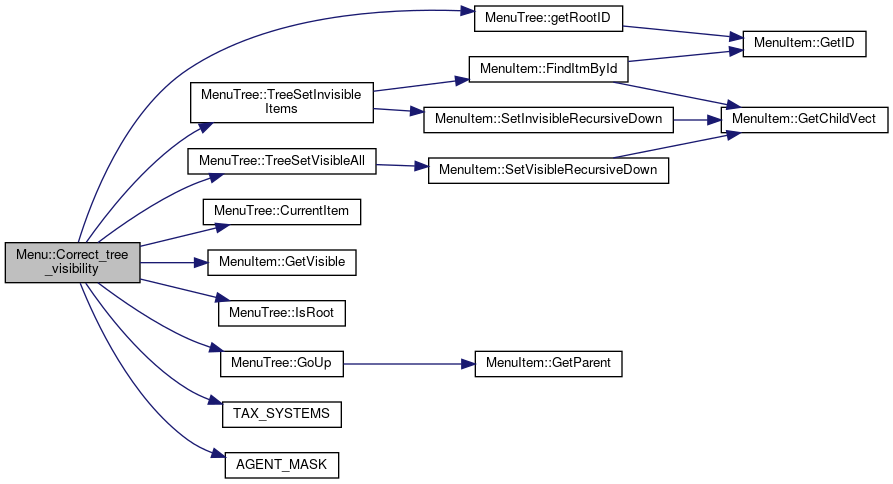 MenuTree::getRootID
MenuItem::GetID
MenuItem::FindItmById
MenuTree::TreeSetInvisible
Items
MenuItem::SetInvisibleRecursiveDown
MenuItem::GetChildVect
MenuTree::TreeSetVisibleAll
MenuItem::SetVisibleRecursiveDown
MenuTree::CurrentItem
Menu::Correct_tree
_visibility
MenuItem::GetVisible
MenuTree::IsRoot
MenuTree::GoUp
MenuItem::GetParent
TAX_SYSTEMS
AGENT_MASK